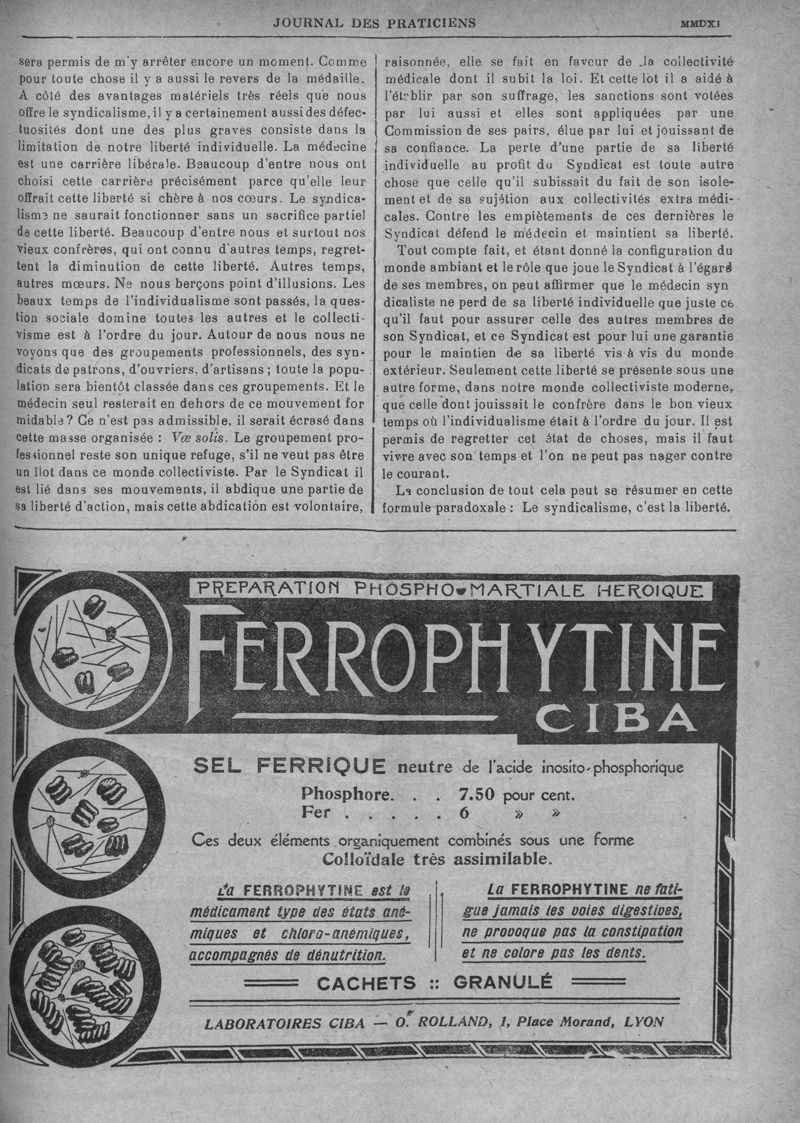 JOURNAL DES PRATICIENS
MMDXI
sera permis de m'y arrêter encore un moment. Comme
pour toute chose il y a aussi le revers de la médaille.
A côté des avantages matériels très réels que nous
offre le syndicalisme, il y a certainement aussi des défec-
tuosités dont une des plus graves consiste dans la
limitation de notre liberté individuelle. La médecine
est une carrière libérale. Beaucoup d'entre nous ont
choisi cette carrière précisément parce qu'elle leur
offrait cette liberté si chère à nos cœurs. Le syndica-
lisme ne saurait fonctionner sans un sacrifice partiel
de cette liberté. Beaucoup d'entre nous et surtout nos
vieux confrères, qui ont connu d'autres temps, regret-
tent la diminution de cette liberté. Autres temps,
autres mœurs. Ne nous berçons point d'illusions. Les
beaux temps de l'individualisme sont passés, la ques-
tion sociale domine toutes les autres et le collecti-
visme est à l'ordre du jour. Autour de nous nous ne
voyons que des groupements professionnels, des syn-
dicats de patrons, d'ouvriers, d'artisans ; toute la popu-
lation sera bientôt classée dans ces groupements. Et le
médecin seul resterait en dehors de ce mouvement for
midable ? Ce n'est pas admissible, il serait écrasé dans
cette masse organisée : Væ solis. Le groupement pro-
fessionnel reste son unique refuge, s'il ne veut pas être
un îlot dans ce monde collectiviste. Par le Syndicat il
est lié dans ses mouvements, il abdique une partie de
sa liberté d'action, mais cette abdication est volontaire,
raisonnée, elle se fait en faveur de la collectivité
médicale dont il subit la loi. Et cette lot il a aidé à
l'établir par son suffrage, les sanctions sont votées
par lui aussi et elles sont appliquées par une
Commission de ses pairs, élue par lui et jouissant de
sa confiance. La perte d'une partie de sa liberté
individuelle au profit du Syndicat est toute autre
chose que celle qu'il subissait du fait de son isole-
ment et de sa sujétion aux collectivités extra médi-
cales. Contre les empiètements de ces dernières le
Syndicat défend le médecin et maintient sa liberté.
Tout compte fait, et étant donné la configuration du
monde ambiant et le rôle que joue le Syndicat à l'égard
de ses membres, on peut affirmer que le médecin syn
dicaliste ne perd de sa liberté individuelle que juste ce
qu'il faut pour assurer celle des autres membres de
son Syndicat, et ce Syndicat est pour lui une garantie
pour le maintien de sa liberté vis à vis du monde
extérieur. Seulement cette liberté se présente sous une
autre forme, dans notre monde collectiviste moderne,
que celle dont jouissait le confrère dans le bon vieux
temps où l'individualisme était à l'ordre du jour. Il est
permis de regretter cet état de choses, mais il faut
vivre avec son temps et l'on ne peut pas nager contre
le courant.
La conclusion de tout cela peut se résumer en cette
formule paradoxale : Le syndicalisme, c'est la liberté.
PREPARATION PHOSPHO-MARTIALE HEROIQUE
FERROPHYTINE
CIBA
SEL FERRIQUE neutre de l'acide inosito-phosphorique
Phosphore. . . 7.50 pour cent.
Fer . . . . . 6 » »
Ces deux éléments organiquement combinés sous une forme
Colloïdale très assimilable.
La FERROPHYTINE est le
médicament type des états ané-
miques et chloro-anémiques,
accompagnés de dénutrition.
La FERROPHYTINE ne fati-
gue jamais les voies digestives,
ne provoque pas la constipation
et ne colore pas les dents.
CACHETS :: GRANULÉ
LABORATOIRES CIBA — O. ROLLAND, 1, Place Morand, LYON